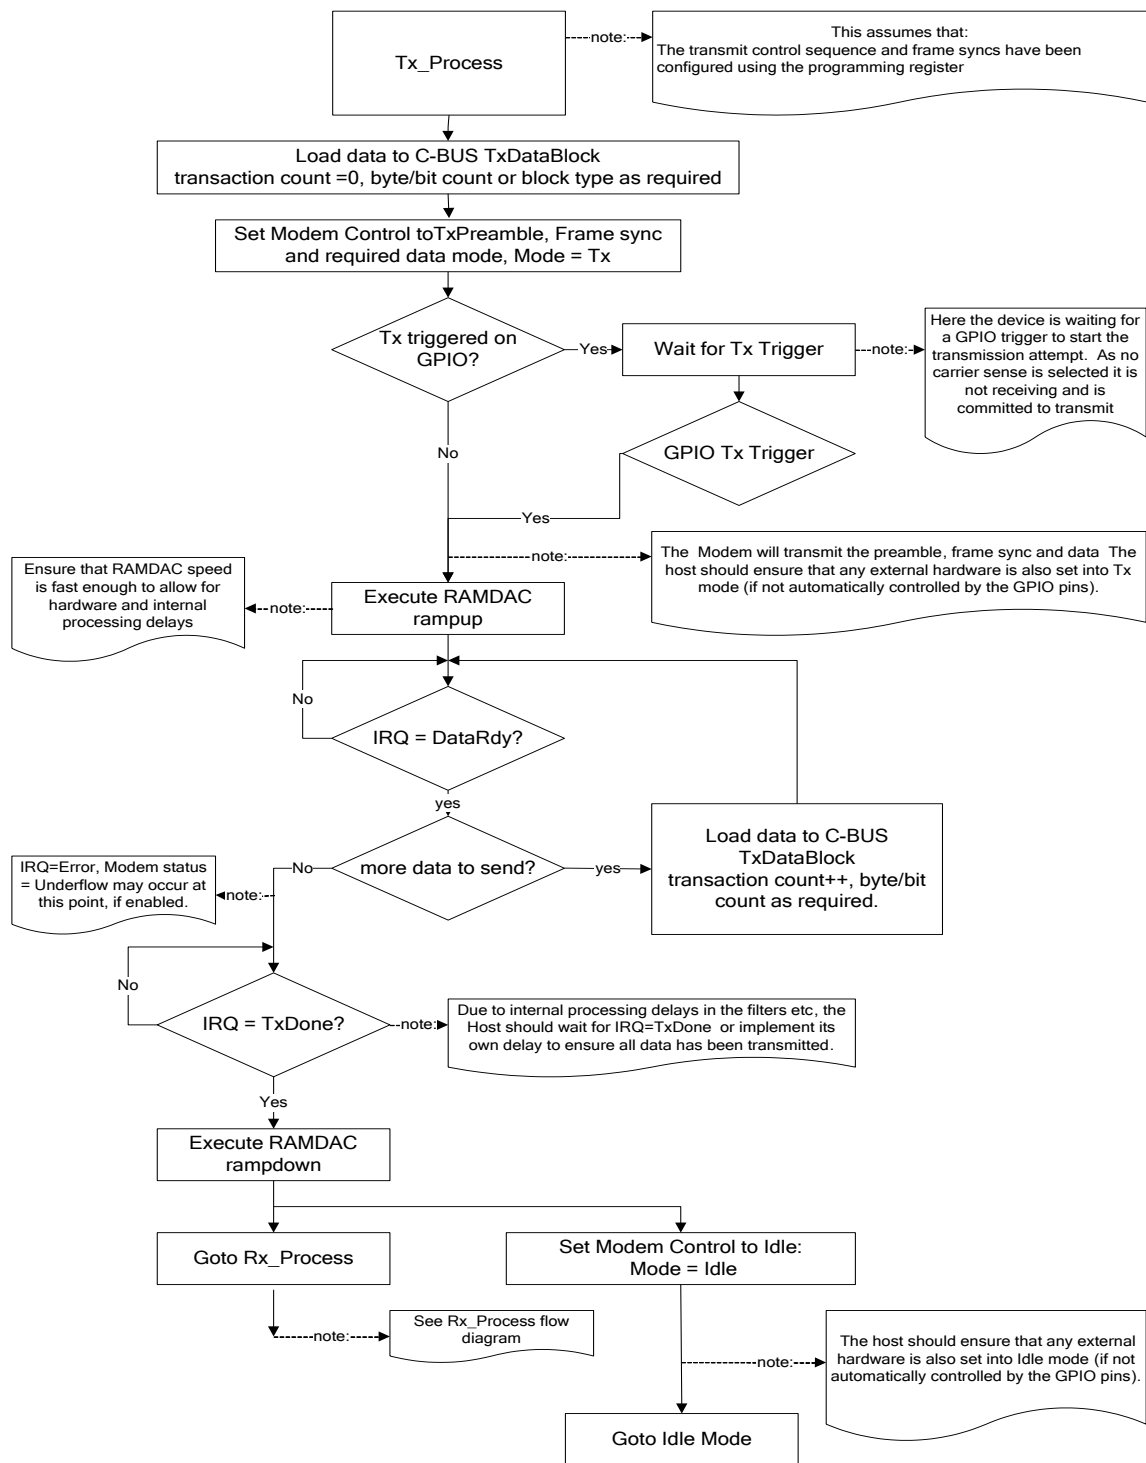 Tx_Process
note:
This assumes that:
The transmit control sequence and frame syncs have been
configured using the programming register
Load data to C-BUS TxDataBlock
transaction count =0, byte/bit count or block type as required
Set Modem Control toTxPreamble, Frame sync
and required data mode, Mode = Tx
Tx triggered on
GPIO?
Yes
Wait for Tx Trigger
note:
Here the device is waiting for
a GPIO trigger to start the
transmission attempt. As no
carrier sense is selected it is
not receiving and is
committed to transmit
No
GPIO Tx Trigger
Yes
note:
The Modem will transmit the preamble, frame sync and data The
host should ensure that any external hardware is also set into Tx
mode (if not automatically controlled by the GPIO pins).
Ensure that RAMDAC speed
is fast enough to allow for
hardware and internal
processing delays
note:
Execute RAMDAC
rampup
No
IRQ = DataRdy?
yes
more data to send?
yes
Load data to C-BUS
TxDataBlock
transaction count++, byte/bit
count as required.
No
IRQ=Error, Modem status
= Underflow may occur at
this point, if enabled.
note:
No
IRQ = TxDone?
note:
Due to internal processing delays in the filters etc, the
Host should wait for IRQ=TxDone or implement its
own delay to ensure all data has been transmitted.
Yes
Execute RAMDAC
rampdown
Goto Rx_Process
Set Modem Control to Idle:
Mode = Idle
note:
See Rx_Process flow
diagram
note:
The host should ensure that any external
hardware is also set into Idle mode (if not
automatically controlled by the GPIO pins).
Goto Idle Mode